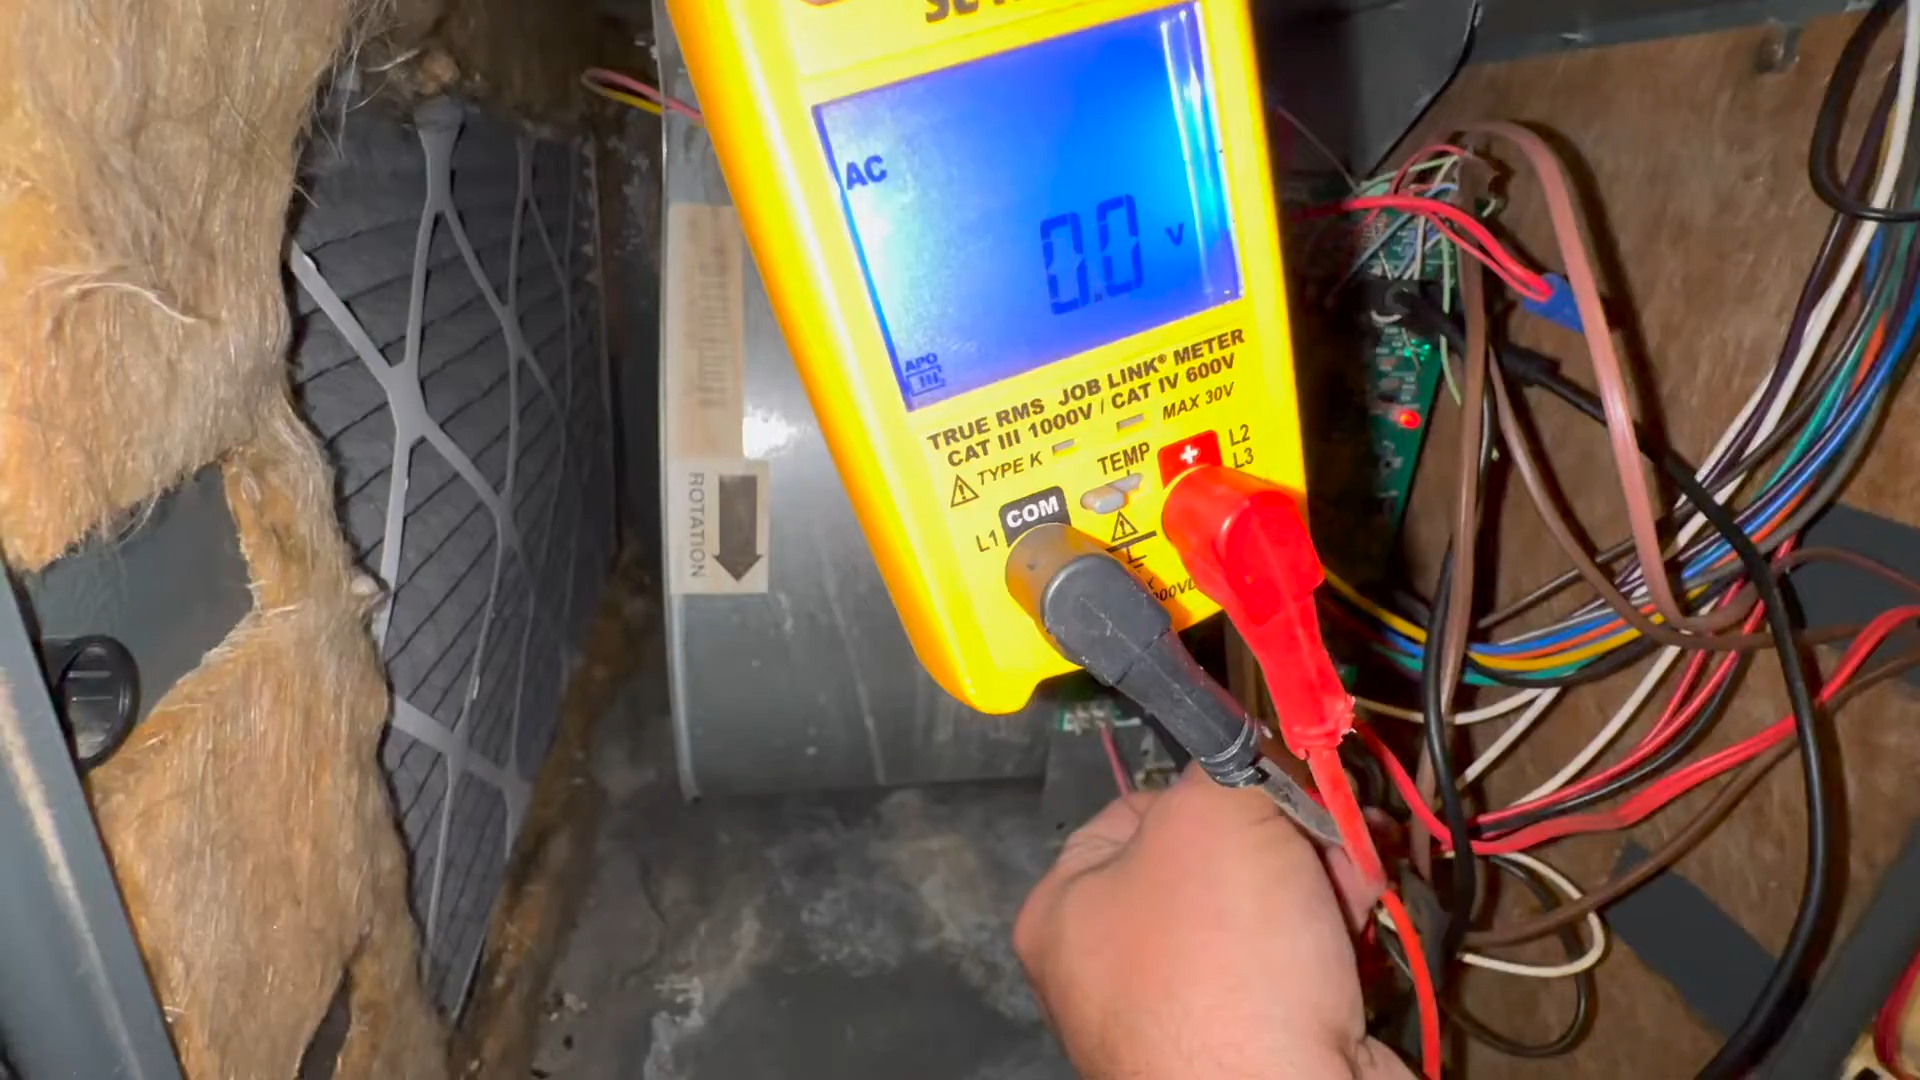 AC
0.0 v
APO
TRUE RMS JOB LINK® METER
CAT III 1000V / CAT IV 600V
TYPE K
MAX 30V
TEMP
+
L2
L3
COM
L1
ROTATION